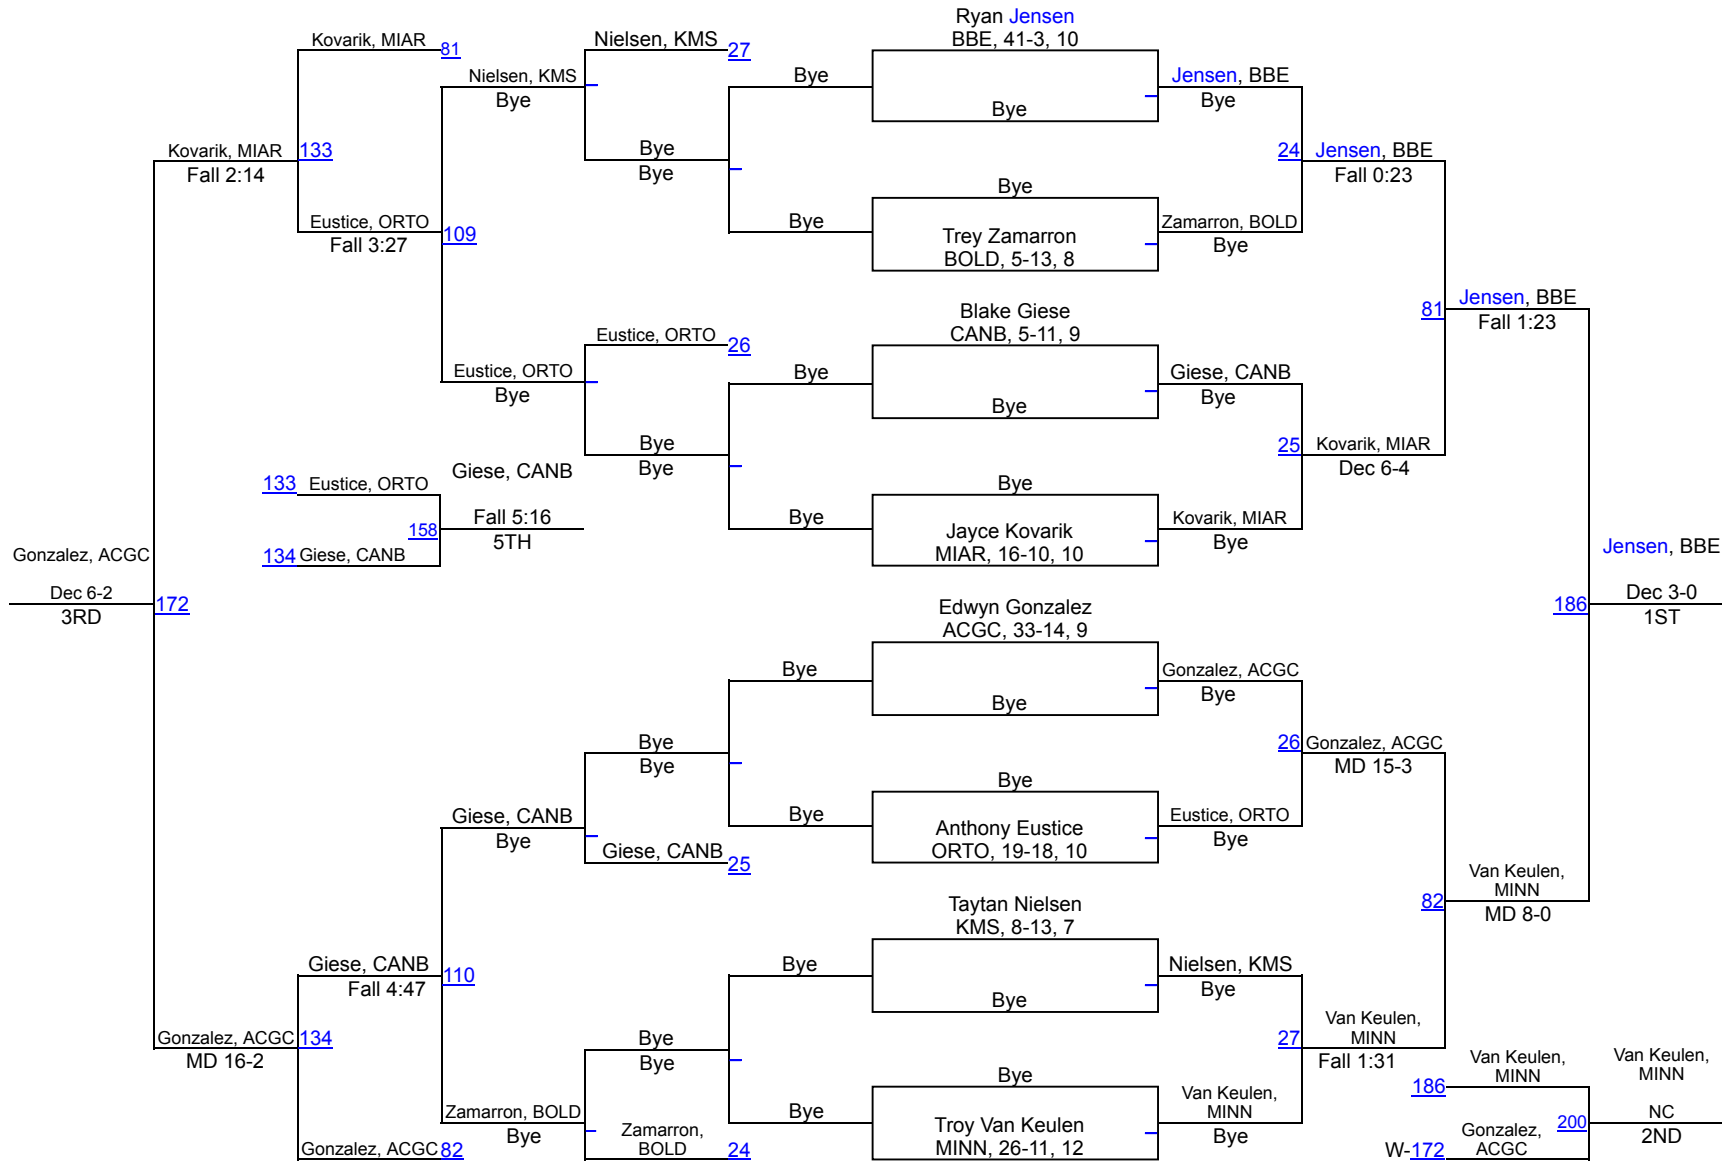 Ryan Jensen
BBE, 41-3, 10
Kovarik, MIAR
81
Nielsen, KMS
27
Nielsen, KMS
Bye
Bye
Jensen, BBE
Bye
Bye
Kovarik, MIAR
133
Fall 2:14
Bye
Bye
24
Jensen, BBE
Fall 0:23
Bye
Eustice, ORTO
109
Fall 3:27
Bye
Trey Zamarron
BOLD, 5-13, 8
Zamarron, BOLD
Bye
Blake Giese
CANB, 5-11, 9
81
Jensen, BBE
Fall 1:23
Eustice, ORTO
26
Eustice, ORTO
Bye
Bye
Giese, CANB
Bye
Bye
Bye
Bye
25
Kovarik, MIAR
Dec 6-4
Giese, CANB
133
Eustice, ORTO
Bye
Fall 5:16
158
5TH
Bye
Jayce Kovarik
MIAR, 16-10, 10
Kovarik, MIAR
Bye
134
Giese, CANB
Gonzalez, ACGC
Jensen, BBE
Dec 6-2
172
3RD
186
Dec 3-0
1ST
Edwyn Gonzalez
ACGC, 33-14, 9
Bye
Gonzalez, ACGC
Bye
Bye
Bye
Bye
26
Gonzalez, ACGC
MD 15-3
Bye
Giese, CANB
Bye
Bye
Anthony Eustice
ORTO, 19-18, 10
Eustice, ORTO
Bye
Giese, CANB
25
Van Keulen,
MINN
82
MD 8-0
Taytan Nielsen
KMS, 8-13, 7
Giese, CANB
110
Fall 4:47
Bye
Nielsen, KMS
Bye
Bye
Gonzalez, ACGC
134
MD 16-2
Bye
Bye
27
Van Keulen,
MINN
Fall 1:31
Bye
Van Keulen,
MINN
186
Van Keulen,
MINN
Zamarron, BOLD
Bye
Bye
Troy Van Keulen
MINN, 26-11, 12
Van Keulen,
MINN
Bye
200
NC
2ND
Gonzalez, ACGC
82
Zamarron,
BOLD
24
W-172
Gonzalez,
ACGC